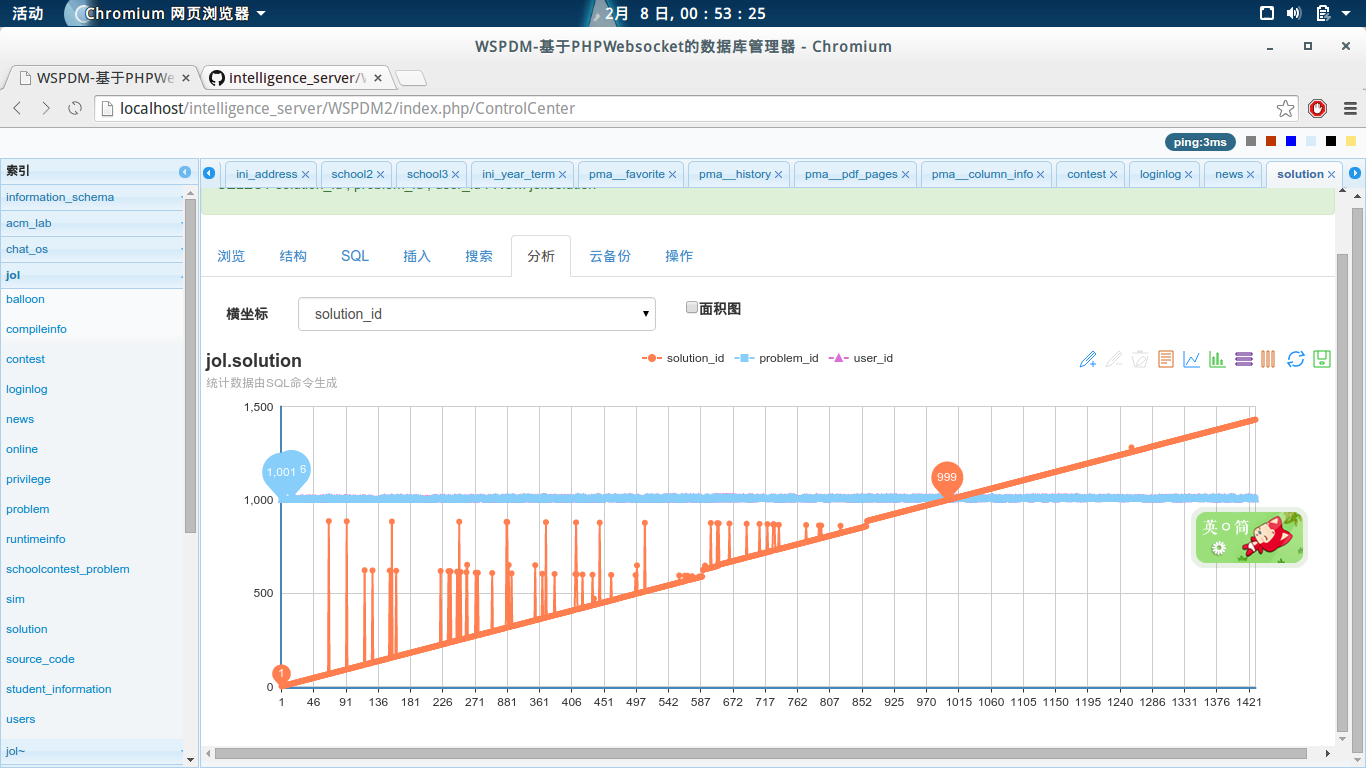 活动 Chromium 网页浏览器 2月 8 日, 00 : 53 : 25
WSPDM-基于PHPWebsocket的数据库管理器 - Chromium
WSPDM-基于PHPWe × intelligence_server/ ×
localhost/intelligence_server/WSPDM2/index.php/ControlCenter
ping:3ms
索引
ini_address × school2 × school3 × ini_year_term × pma__favorite × pma__history × pma__pdf_pages × pma__column_info × contest × loginlog × news × solution ×
information_schema
acm_lab
chat_os
jol
balloon
compileinfo
contest
loginlog
news
online
privilege
problem
runtimeinfo
schoolcontest_problem
sim
solution
source_code
student_information
users
jol~
浏览 结构 SQL 插入 搜索 分析 云备份 操作
横坐标 solution_id 面积图
jol.solution
统计数据由SQL命令生成
solution_id problem_id user_id
1,500
1,000
500
0
1,001 6
999
1
1 46 91 136 181 226 271 316 361 406 451 497 542 587 627 672 717 762 807 852 925 970 1015 1060 1105 1150 1195 1240 1286 1331 1376 1421
英 简